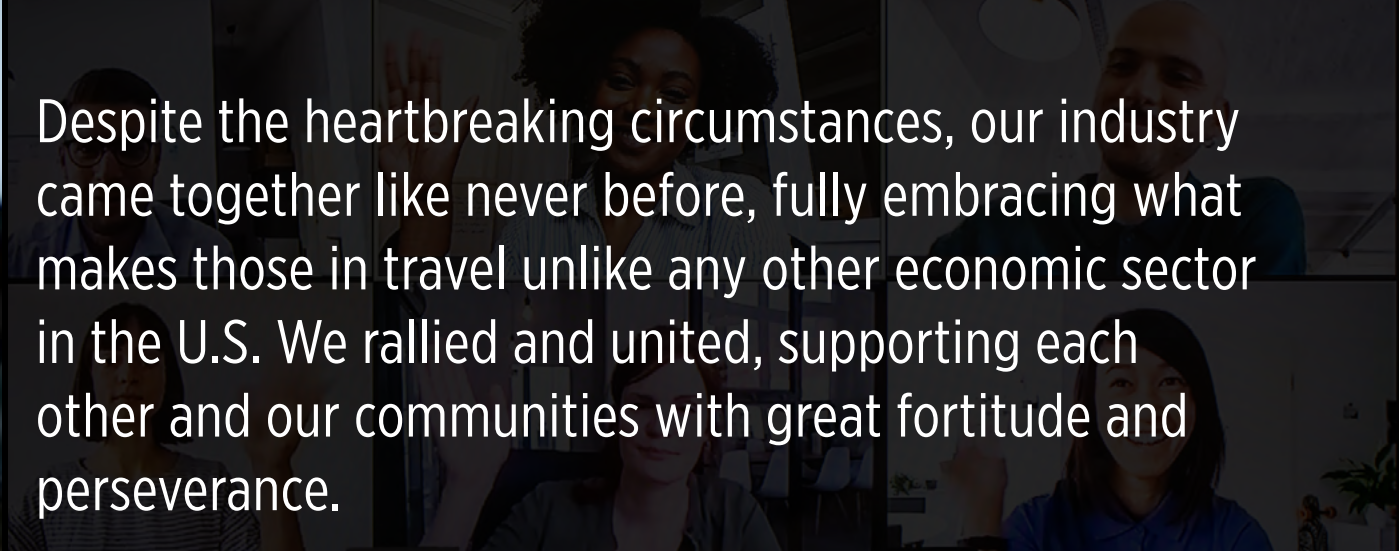 Despite the heartbreaking circumstances, our industry
came together like never before, fully embracing what
makes those in travel unlike any other economic sector
in the U.S. We rallied and united, supporting each
other and our communities with great fortitude and
perseverance.